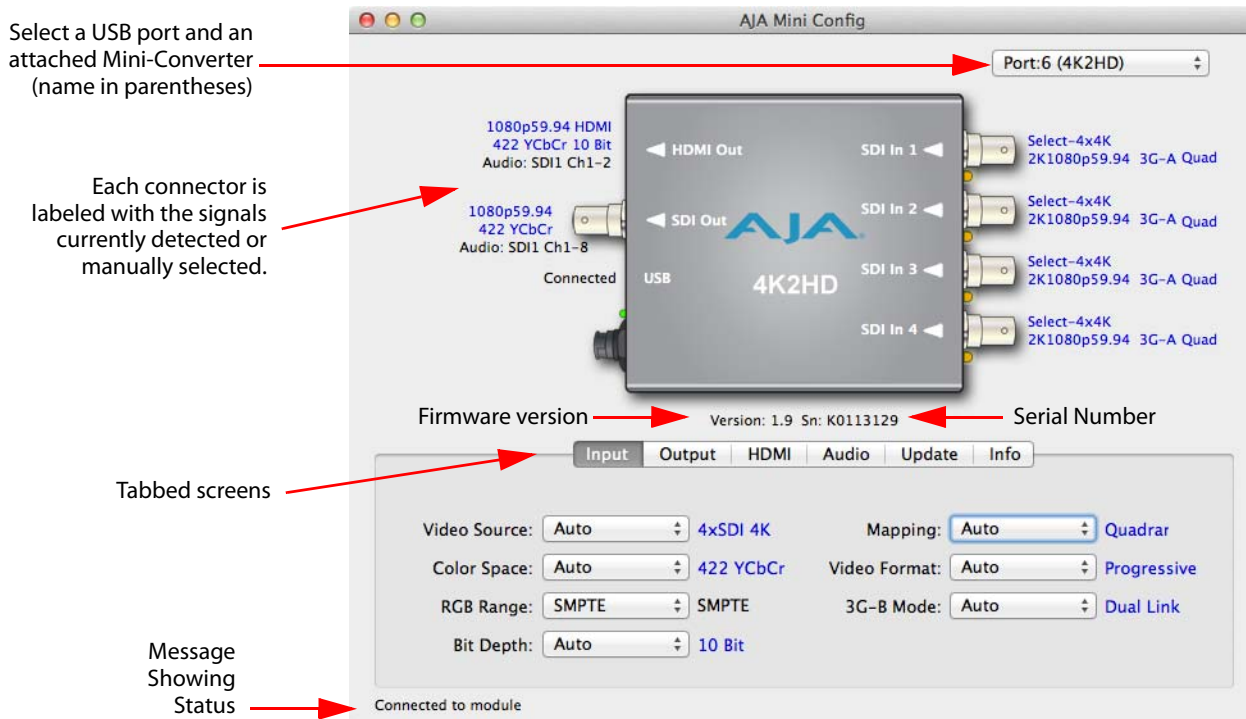 AJA Mini Config
Select a USB port and an
attached Mini-Converter
(name in parentheses)
Port:6 (4K2HD)
1080p59.94 HDMI
422 YCbCr 10 Bit
Audio: SDI1 Ch1-2
HDMI Out
SDI In 1
Select-4x4K
2K1080p59.94 3G-A Quad
Each connector is
labeled with the signals
currently detected or
manually selected.
1080p59.94
422 YCbCr
Audio: SDI1 Ch1-8
SDI Out
SDI In 2
Select-4x4K
2K1080p59.94 3G-A Quad
AJA
Connected
USB
4K2HD
SDI In 3
Select-4x4K
2K1080p59.94 3G-A Quad
SDI In 4
Select-4x4K
2K1080p59.94 3G-A Quad
Firmware version
Version: 1.9 Sn: K0113129
Serial Number
Tabbed screens
Input Output HDMI Audio Update Info
Video Source: Auto 4xSDI 4K
Mapping: Auto Quadrar
Color Space: Auto 422 YCbCr
Video Format: Auto Progressive
RGB Range: SMPTE SMPTE
3G-B Mode: Auto Dual Link
Bit Depth: Auto 10 Bit
Message
Showing
Status
Connected to module